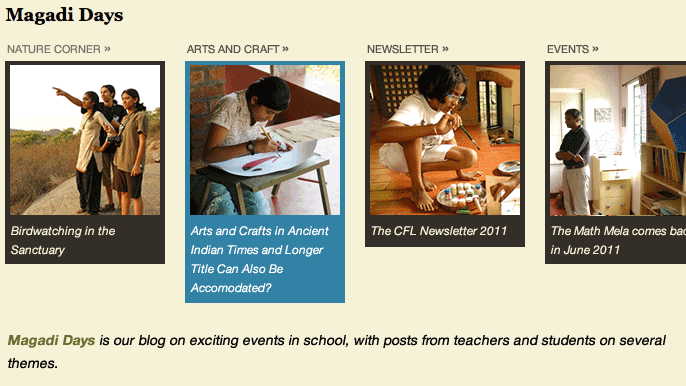 Magadi Days
NATURE CORNER »
ARTS AND CRAFT »
NEWSLETTER »
EVENTS »
Birdwatching in the
Sanctuary
Arts and Crafts in Ancient
Indian Times and Longer
Title Can Also Be
Accomodated?
The CFL Newsletter 2011
The Math Mela comes bac
in June 2011
Magadi Days is our blog on exciting events in school, with posts from teachers and students on several
themes.